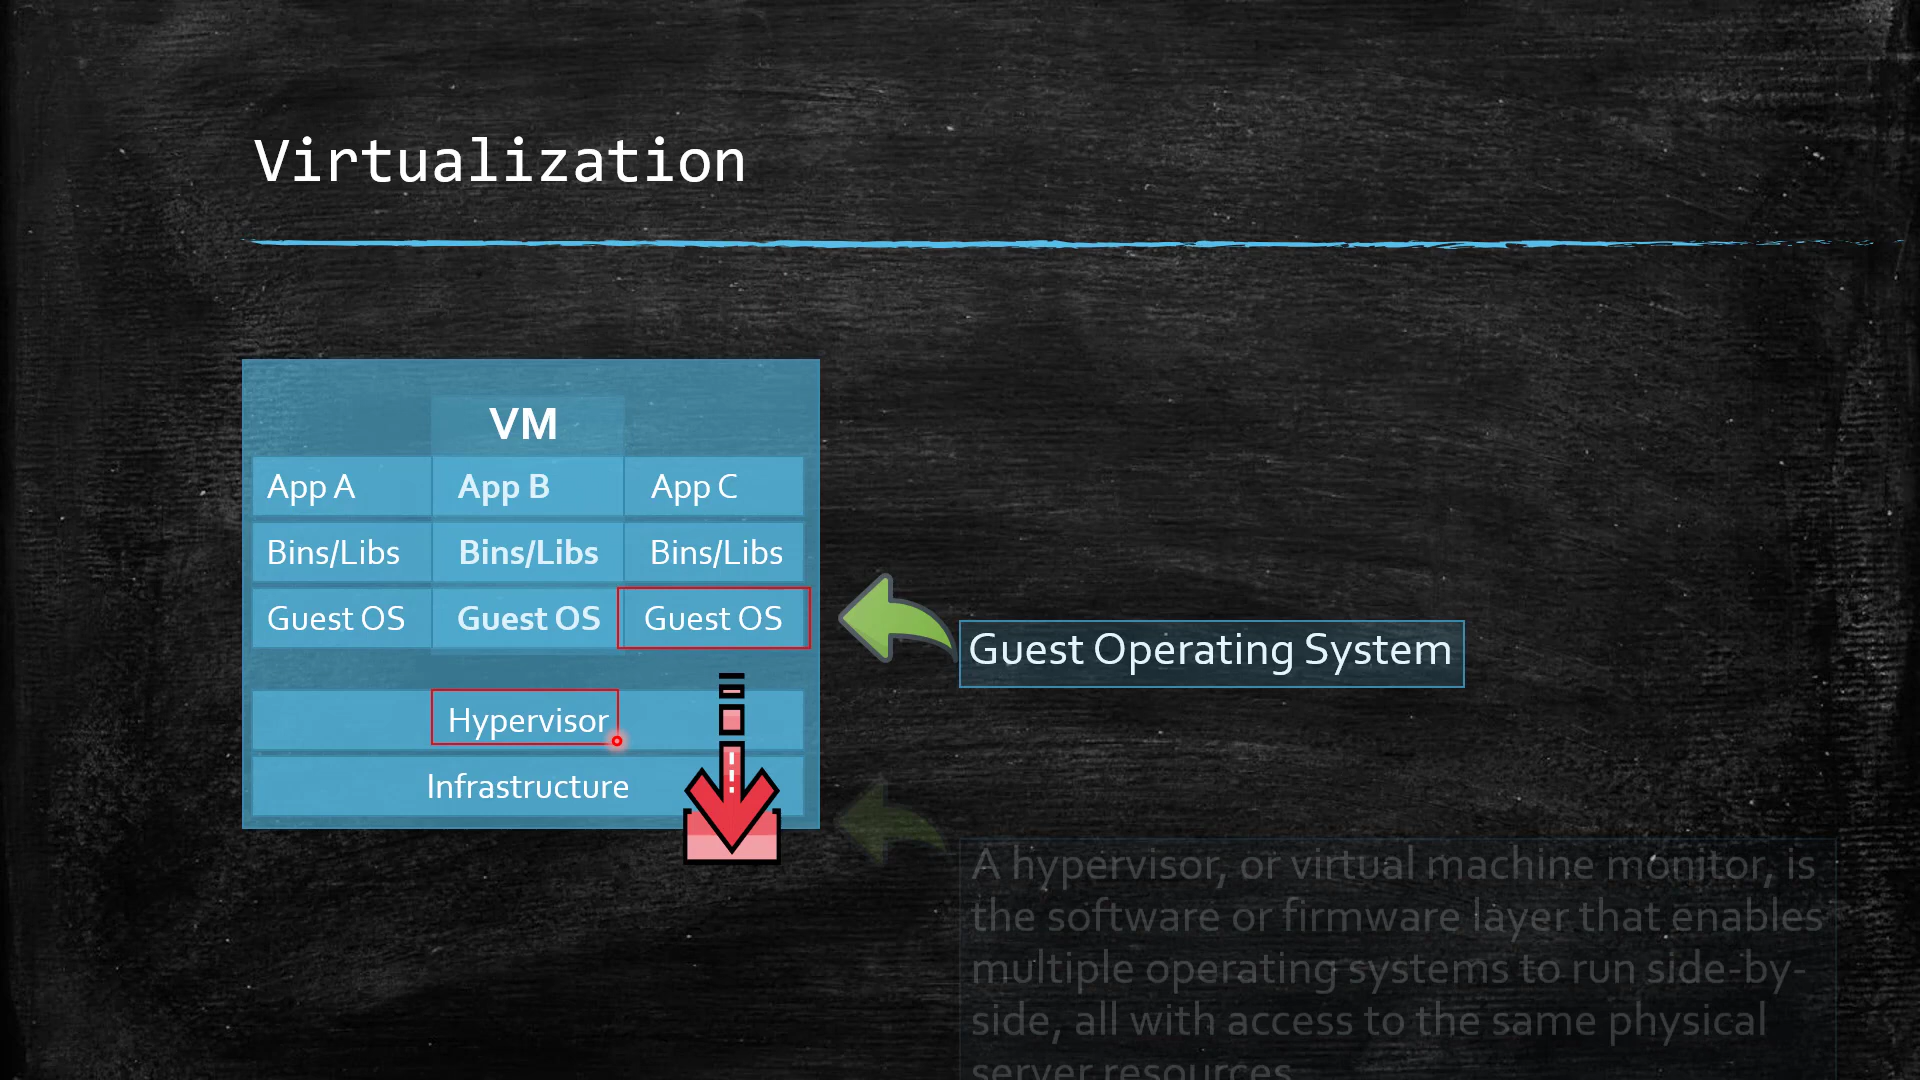 Virtualization
VM
App A App B App C
Bins/Libs Bins/Libs Bins/Libs
Guest OS Guest OS Guest OS
Guest Operating System
Hypervisor
Infrastructure
A hypervisor, or virtual machine monitor, is
the software or firmware layer that enables
multiple operating systems to run side-by-
side, all with access to the same physical
server resources